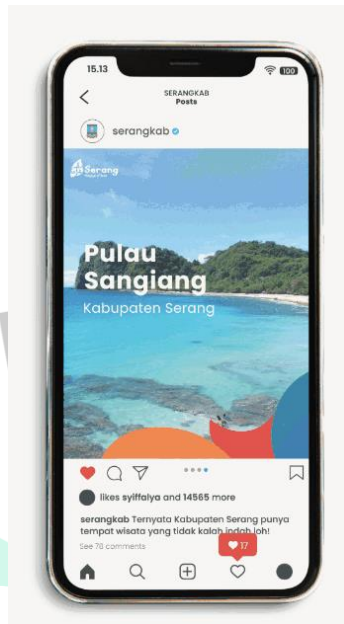 15.13
100
SERANGKAB
Posts
serangkab
Serang
Pulau
Sangiang
Kabupaten Serang
likes syiffalya and 14565 more
serangkab Ternyata Kabupaten Serang punya
tempat wisata yang tidak kalah indah loh!
See 78 comments
17